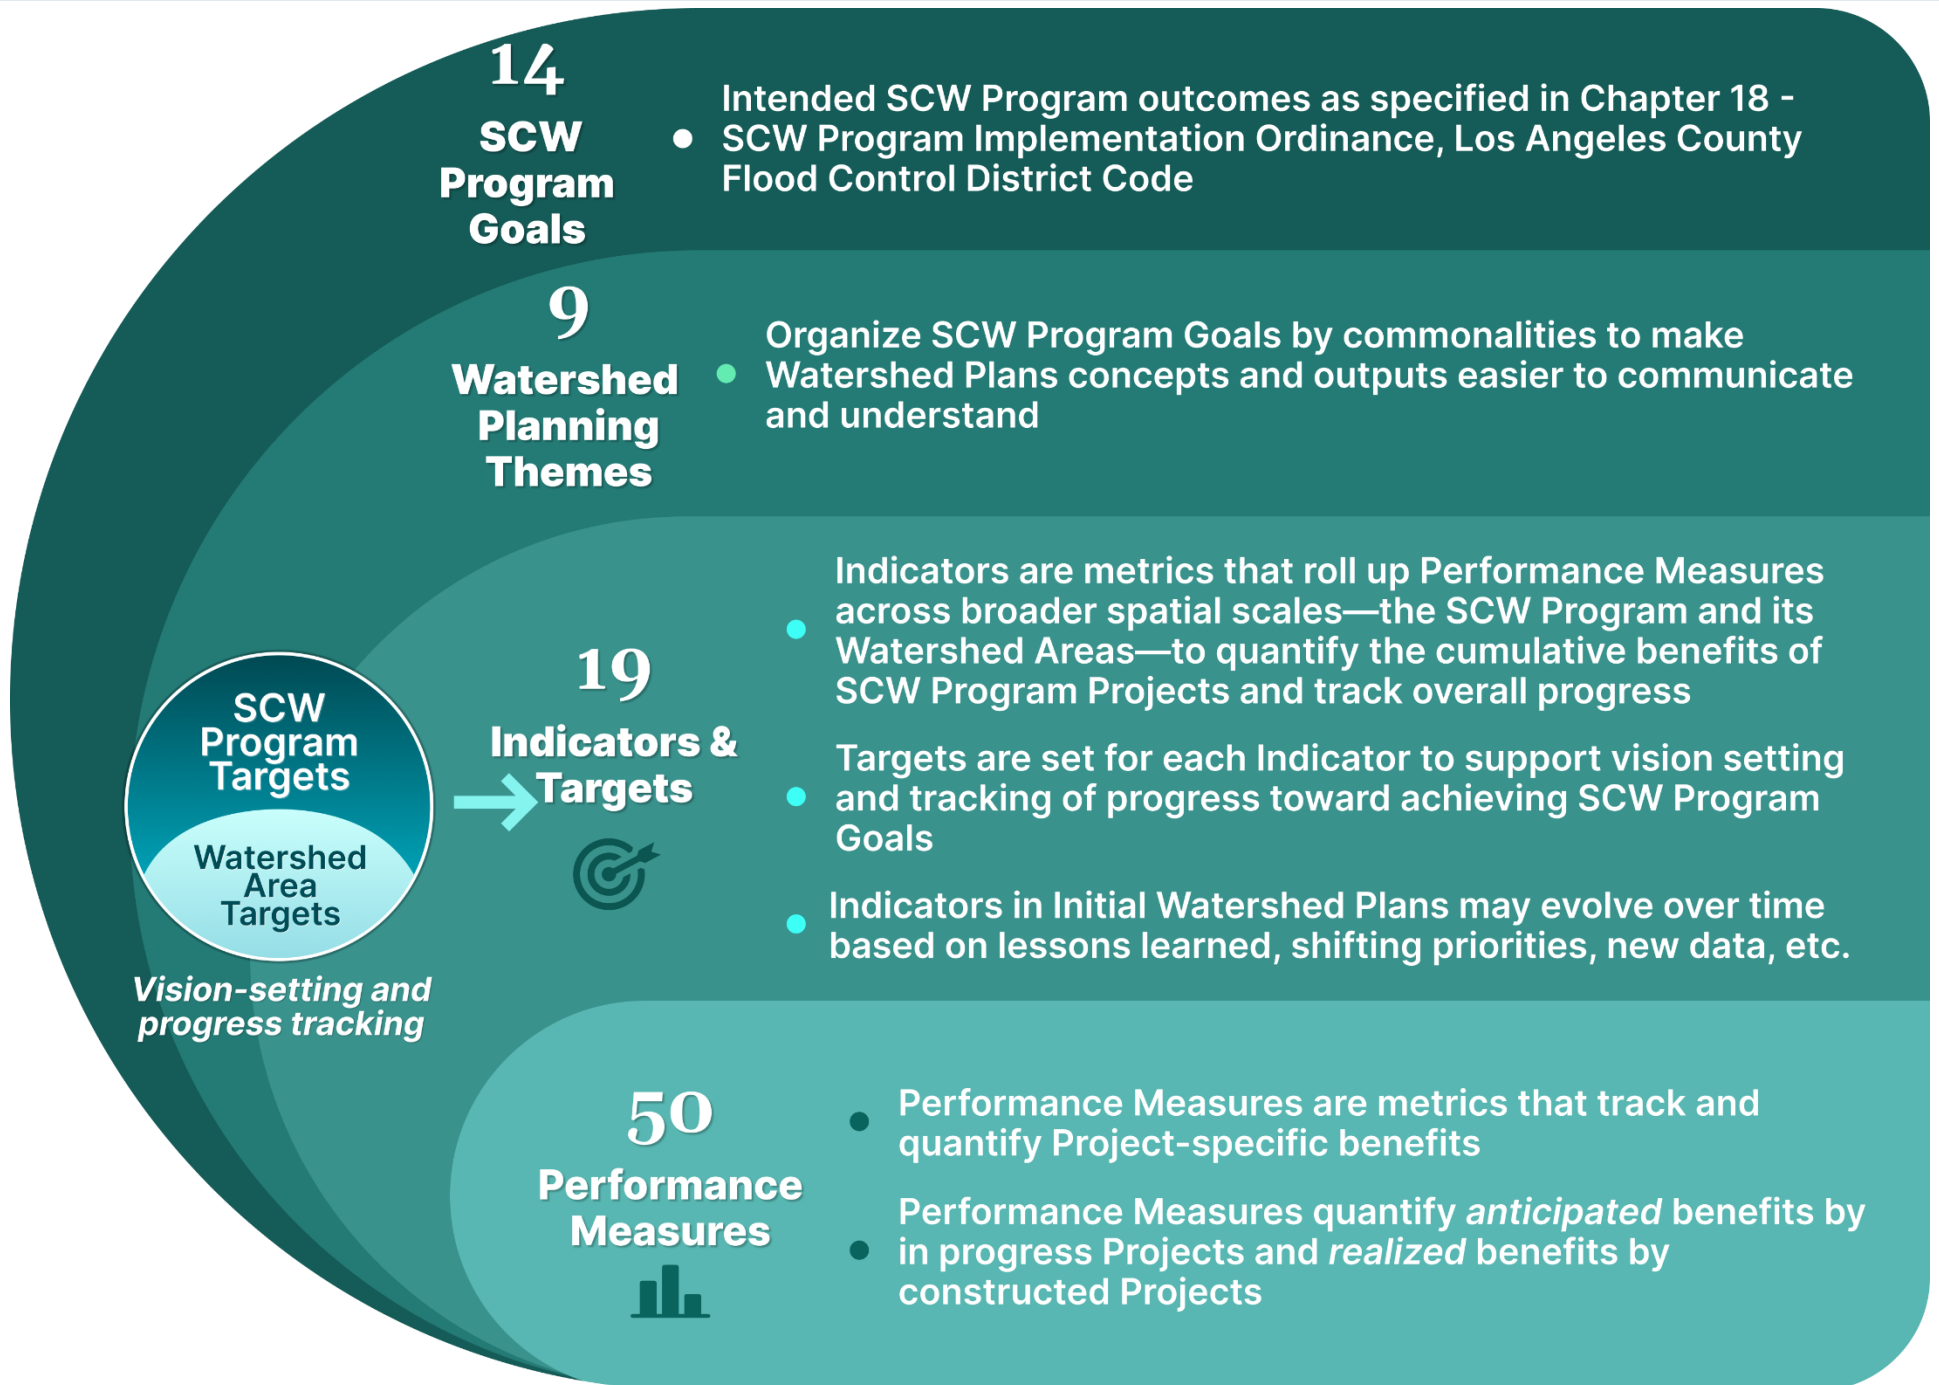 14
SCW
Program
Goals
Intended SCW Program outcomes as specified in Chapter 18 -
SCW Program Implementation Ordinance, Los Angeles County
Flood Control District Code
9
Watershed
Planning
Themes
Organize SCW Program Goals by commonalities to make
Watershed Plans concepts and outputs easier to communicate
and understand
SCW
Program
Targets
Watershed
Area
Targets
Vision-setting and
progress tracking
19
Indicators &
Targets
Indicators are metrics that roll up Performance Measures
across broader spatial scales—the SCW Program and its
Watershed Areas—to quantify the cumulative benefits of
SCW Program Projects and track overall progress
Targets are set for each Indicator to support vision setting
and tracking of progress toward achieving SCW Program
Goals
Indicators in Initial Watershed Plans may evolve over time
based on lessons learned, shifting priorities, new data, etc.
50
Performance
Measures
Performance Measures are metrics that track and
quantify Project-specific benefits
Performance Measures quantify anticipated benefits by
in progress Projects and realized benefits by
constructed Projects